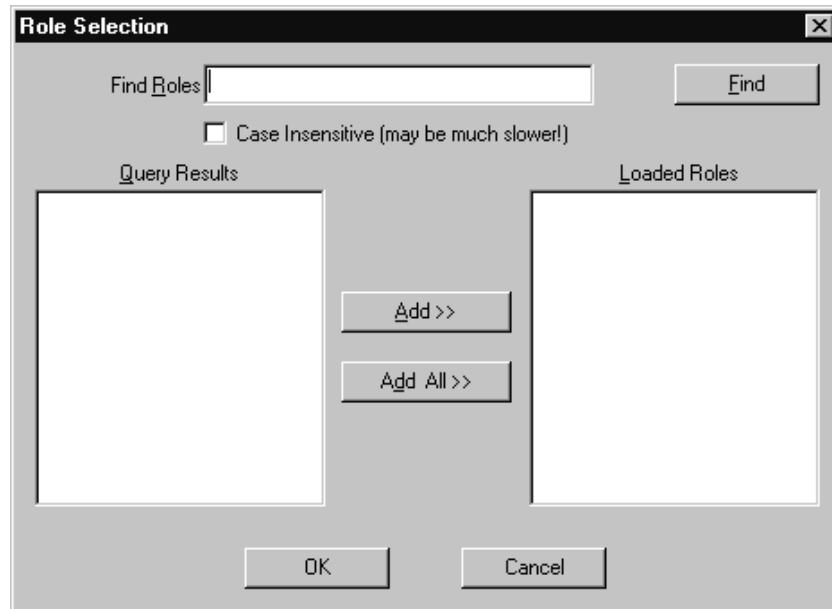 Role Selection
Find Roles
Find
Case Insensitive (may be much slower!)
Query Results
Loaded Roles
Add >>
Add All >>
OK
Cancel